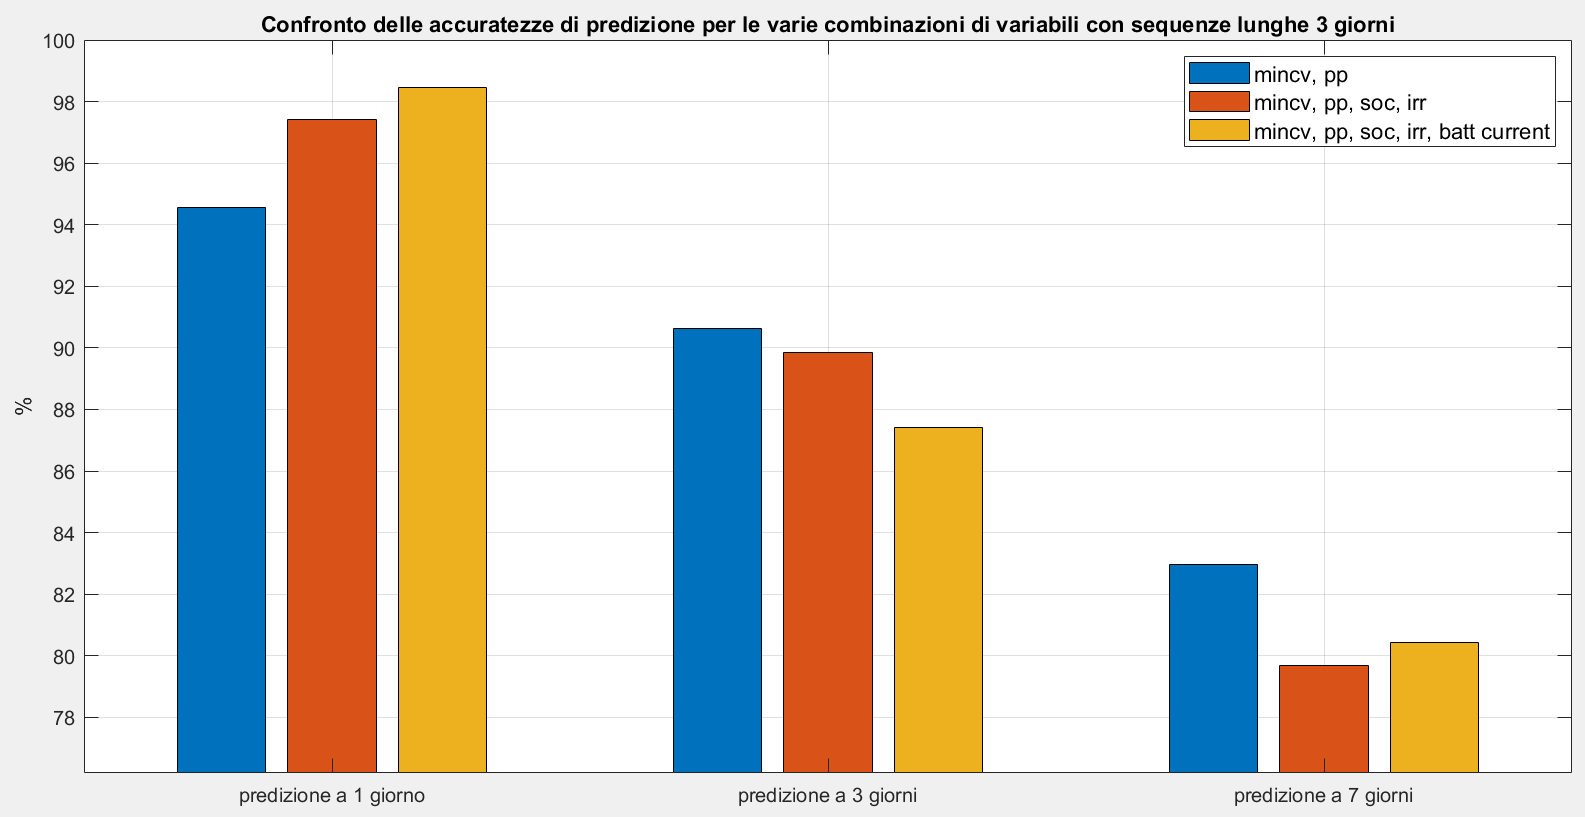 Confronto delle accuratezze di predizione per le varie combinazioni di variabili con sequenze lunghe 3 giorni
mincv, pp
mincv, pp, soc, irr
mincv, pp, soc, irr, batt current
%
100
98
96
94
92
90
88
86
84
82
80
78
predizione a 1 giorno
predizione a 3 giorni
predizione a 7 giorni